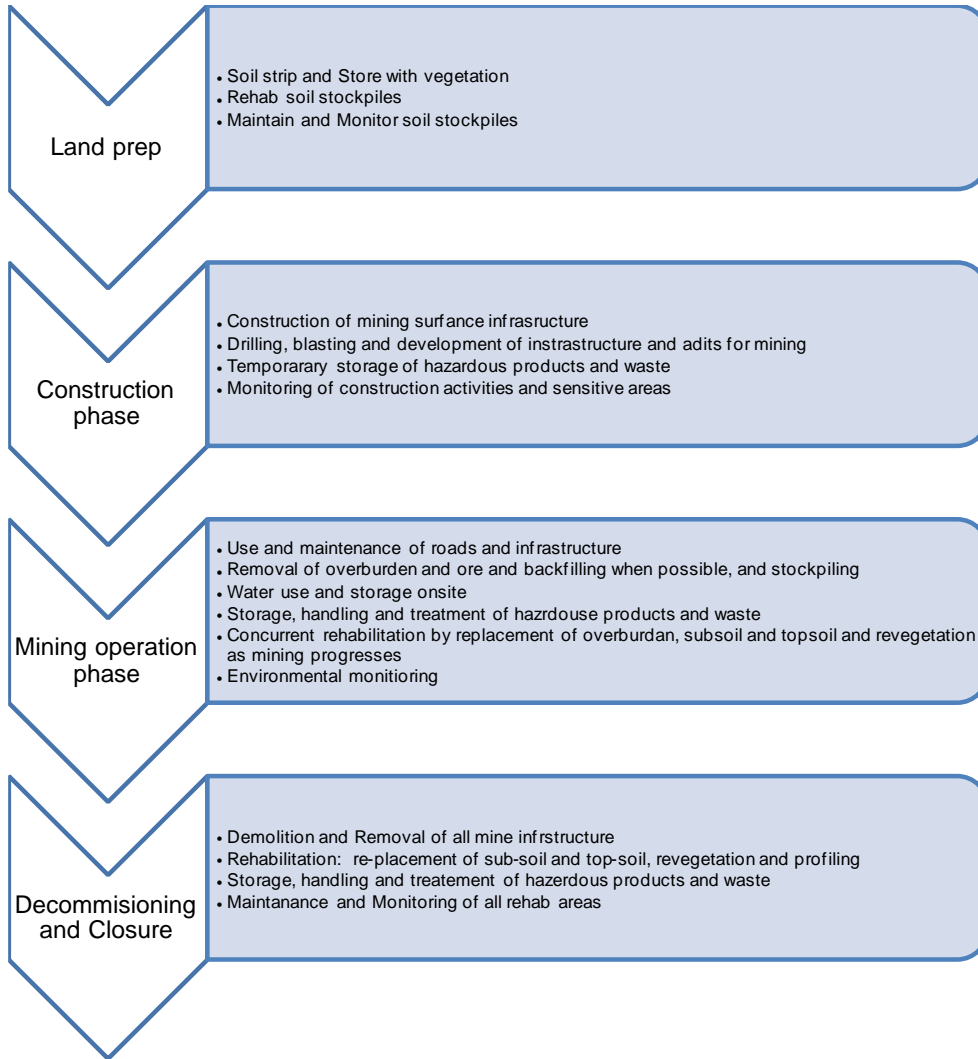 Land prep
• Soil strip and Store with vegetation
• Rehab soil stockpiles
• Maintain and Monitor soil stockpiles
Construction
phase
• Construction of mining surfance infrasructure
• Drilling, blasting and development of instrastructure and adits for mining
• Temporarary storage of hazardous products and waste
• Monitoring of construction activities and sensitive areas
Mining operation
phase
• Use and maintenance of roads and infrastructure
• Removal of overburden and ore and backfilling when possible, and stockpiling
• Water use and storage onsite
• Storage, handling and treatment of hazrdouse products and waste
• Concurrent rehabilitation by replacement of overburdan, subsoil and topsoil and revegetation
as mining progresses
• Environmental monitioring
Decommisioning
and Closure
• Demolition and Removal of all mine infrstructure
• Rehabilitation: re-placement of sub-soil and top-soil, revegetation and profiling
• Storage, handling and treatement of hazerdous products and waste
• Maintanance and Monitoring of all rehab areas